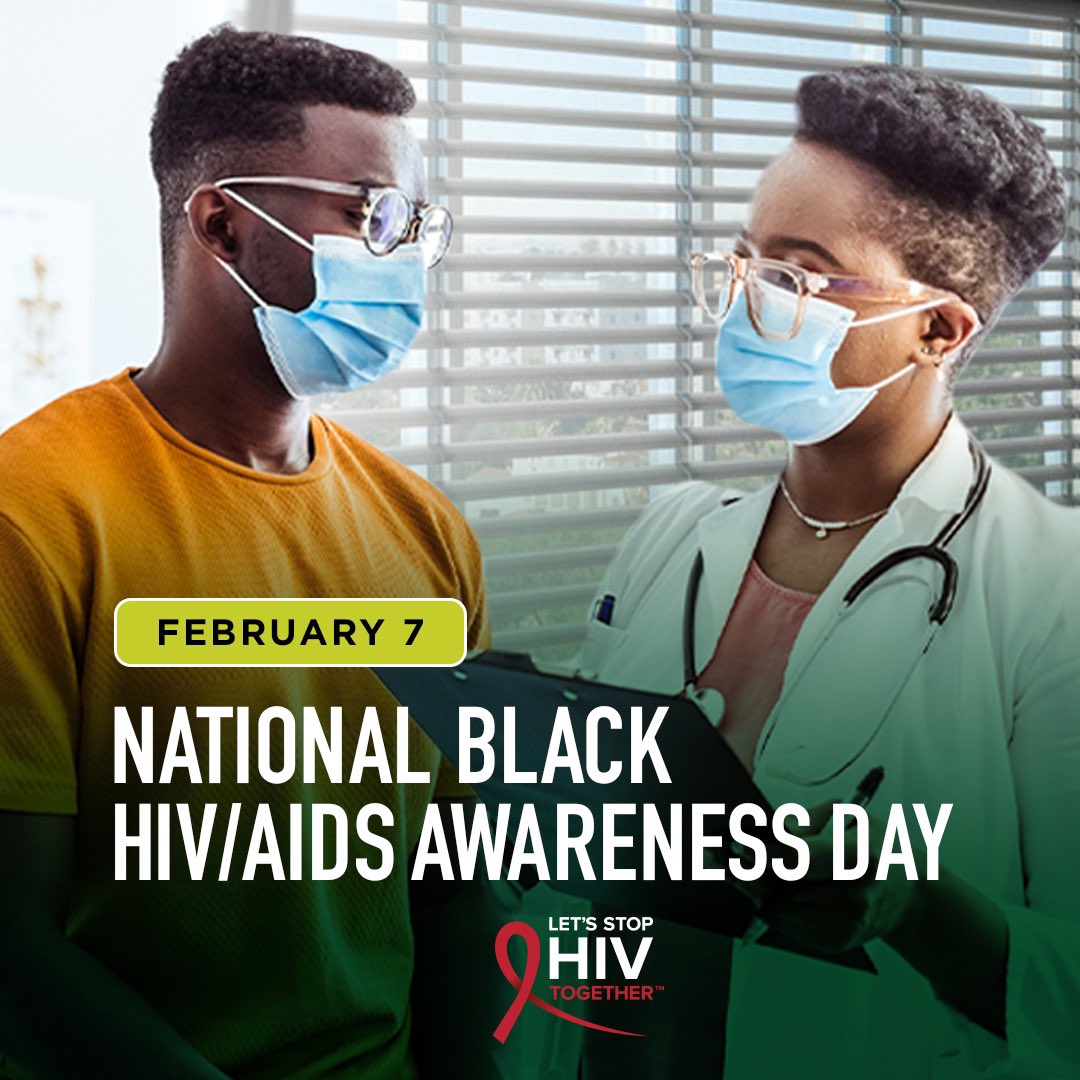 FEBRUARY 7
NATIONAL BLACK
HIV/AIDS AWARENESS DAY
LET'S STOP
HIV
TOGETHER™